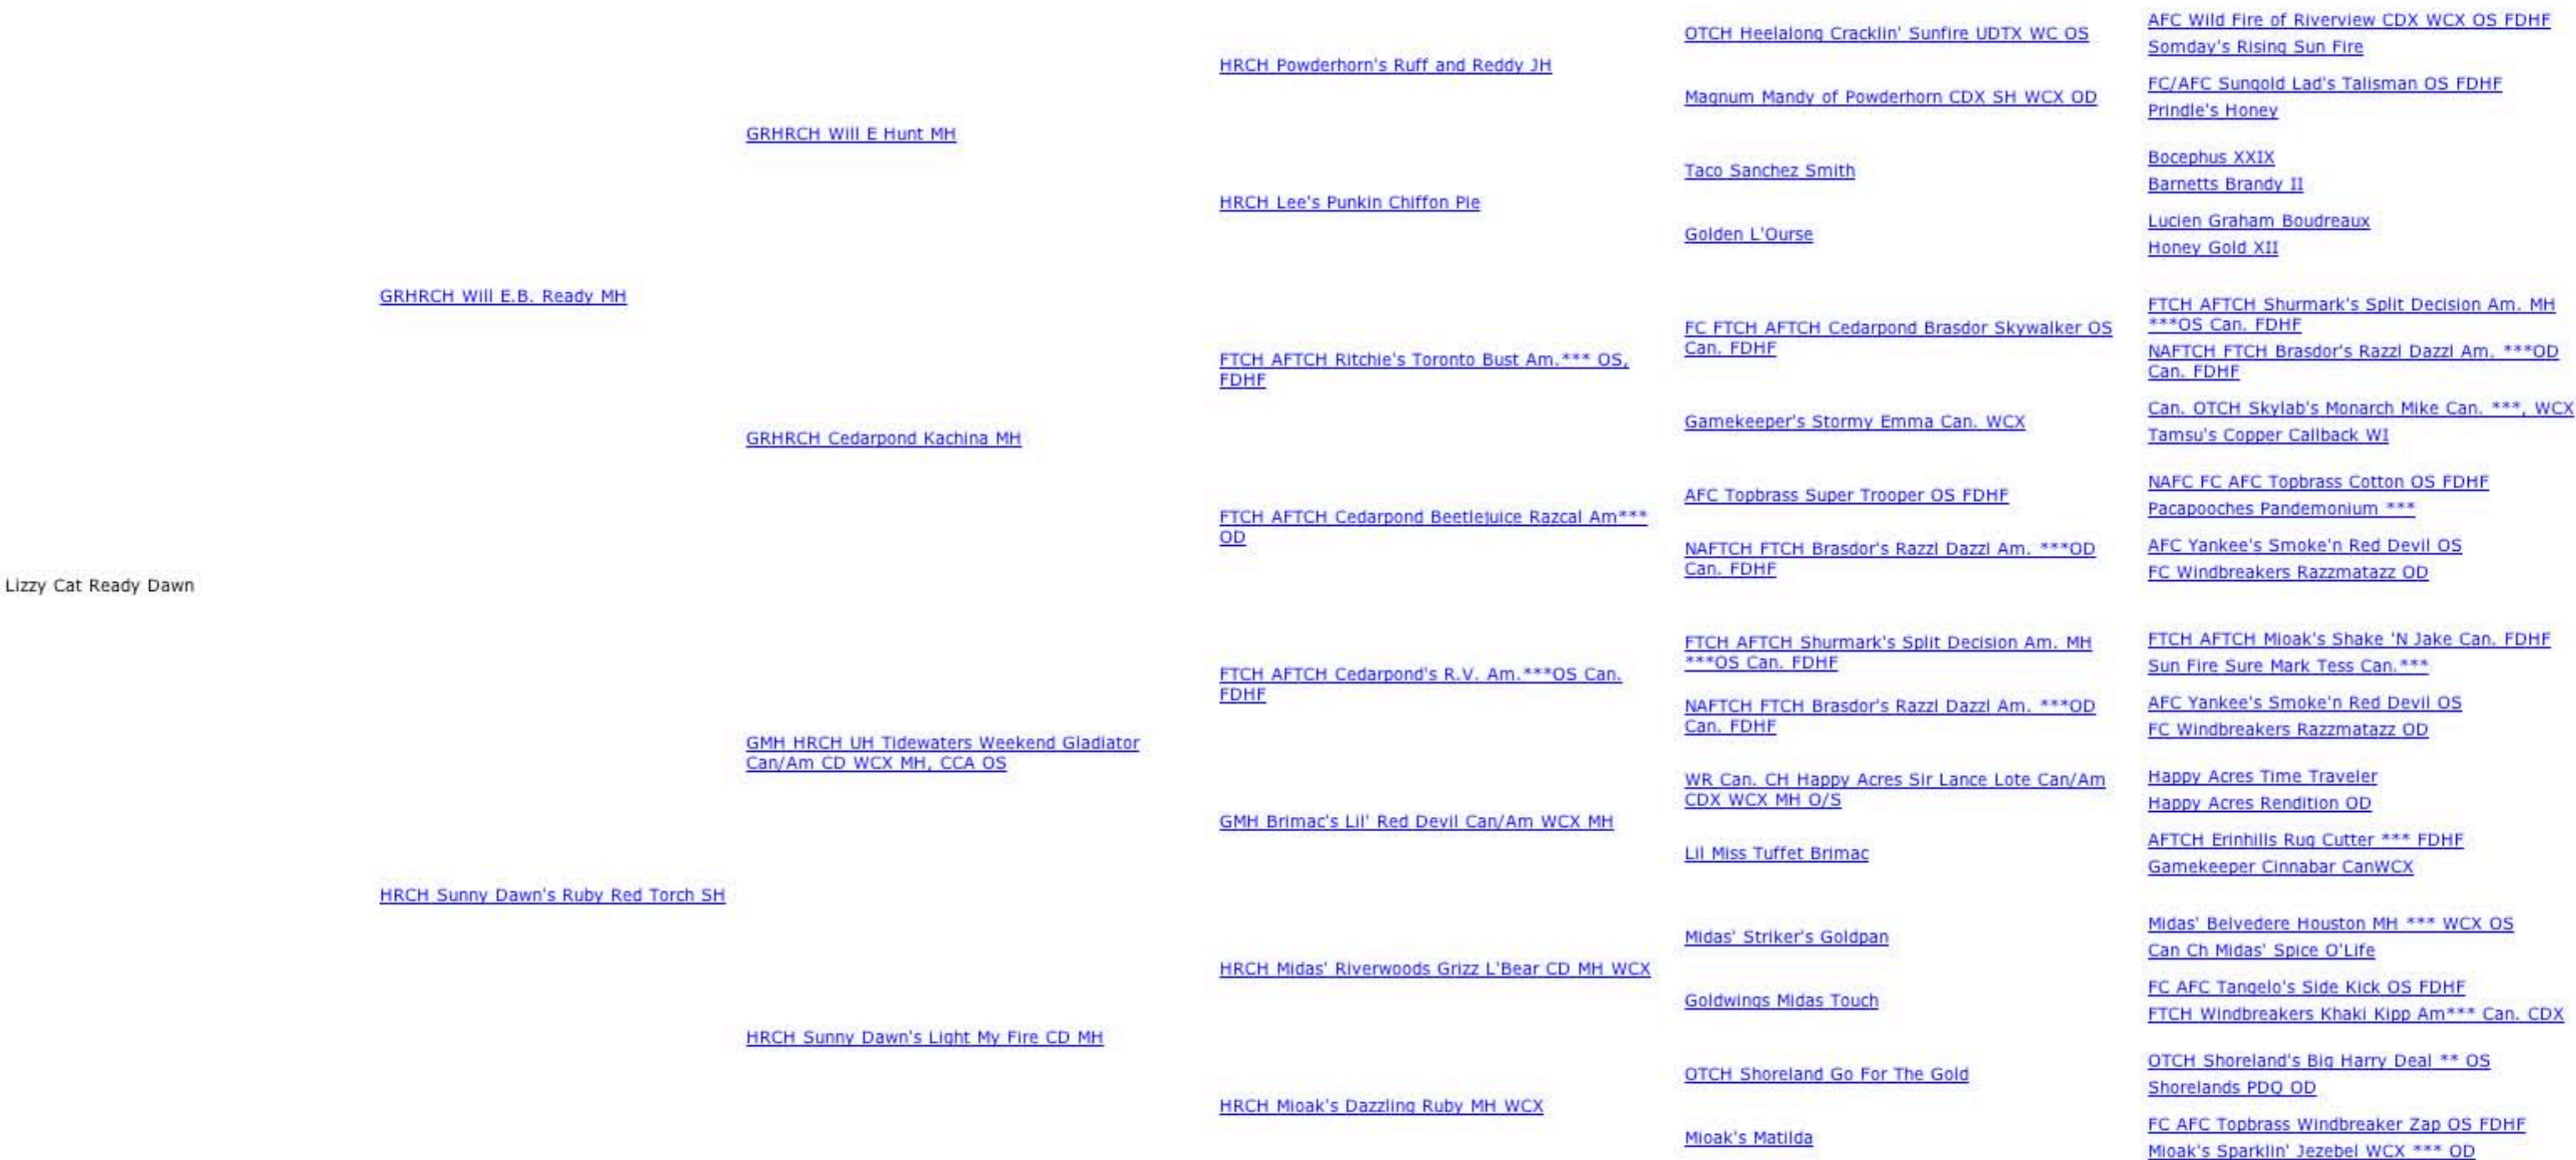 Lizzy Cat Ready Dawn
GRHRCH Will E.B. Ready MH
HRCH Sunny Dawn's Ruby Red Torch SH
GRHRCH Will E Hunt MH
GRHRCH Cedarpond Kachina MH
GMH HRCH UH Tidewaters Weekend Gladiator
Can/Am CD WCX MH, CCA OS
HRCH Sunny Dawn's Light My Fire CD MH
HRCH Powderhorn's Ruff and Reddy JH
HRCH Lee's Punkin Chiffon Pie
FTCH AFTCH Ritchie's Toronto Bust Am.*** OS,
FDHF
FTCH AFTCH Cedarpond Beetlejuice Razcal Am***
OD
FTCH AFTCH Cedarpond's R.V. Am.***OS Can.
FDHF
GMH Brimac's Lil' Red Devil Can/Am WCX MH
HRCH Midas' Riverwoods Grizz L'Bear CD MH WCX
HRCH Mioak's Dazzling Ruby MH WCX
OTCH Heelalong Cracklin' Sunfire UDTX WC OS
Magnum Mandy of Powderhorn CDX SH WCX OD
Taco Sanchez Smith
Golden L'Ourse
FC FTCH AFTCH Cedarpond Brasdor Skywalker OS
Can. FDHF
Gamekeeper's Stormy Emma Can. WCX
AFC Topbrass Super Trooper OS FDHF
NAFTCH FTCH Brasdor's Razzl Dazzl Am. ***OD
Can. FDHF
FTCH AFTCH Shurmark's Split Decision Am. MH
***OS Can. FDHF
NAFTCH FTCH Brasdor's Razzl Dazzl Am. ***OD
Can. FDHF
WR Can. CH Happy Acres Sir Lance Lote Can/Am
CDX WCX MH O/S
Lil Miss Tuffet Brimac
Midas' Striker's Goldpan
Goldwings Midas Touch
OTCH Shoreland Go For The Gold
Mioak's Matilda
AFC Wild Fire of Riverview CDX WCX OS FDHF
Somday's Rising Sun Fire
FC/AFC Sungold Lad's Talisman OS FDHF
Prindle's Honey
Bocephus XXIX
Barnetts Brandy II
Lucien Graham Boudreaux
Honey Gold XII
FTCH AFTCH Shurmark's Split Decision Am. MH
***OS Can. FDHF
NAFTCH FTCH Brasdor's Razzl Dazzl Am. ***OD
Can. FDHF
Can. OTCH Skylab's Monarch Mike Can. ***, WCX
Tamsu's Copper Callback WI
NAFC FC AFC Topbrass Cotton OS FDHF
Pacapooches Pandemonium ***
AFC Yankee's Smoke'n Red Devil OS
FC Windbreakers Razzmatazz OD
FTCH AFTCH Mioak's Shake 'N Jake Can. FDHF
Sun Fire Sure Mark Tess Can.***
AFC Yankee's Smoke'n Red Devil OS
FC Windbreakers Razzmatazz OD
Happy Acres Time Traveler
Happy Acres Rendition OD
AFTCH Erinhills Rug Cutter *** FDHF
Gamekeeper Cinnabar CanWCX
Midas' Belvedere Houston MH *** WCX OS
Can Ch Midas' Spice O'Life
FC AFC Tangelo's Side Kick OS FDHF
FTCH Windbreakers Khaki Kipp Am*** Can. CDX
OTCH Shoreland's Big Harry Deal ** OS
Shorelands PDQ OD
FC AFC Topbrass Windbreaker Zap OS FDHF
Mioak's Sparklin' Jezebel WCX *** OD